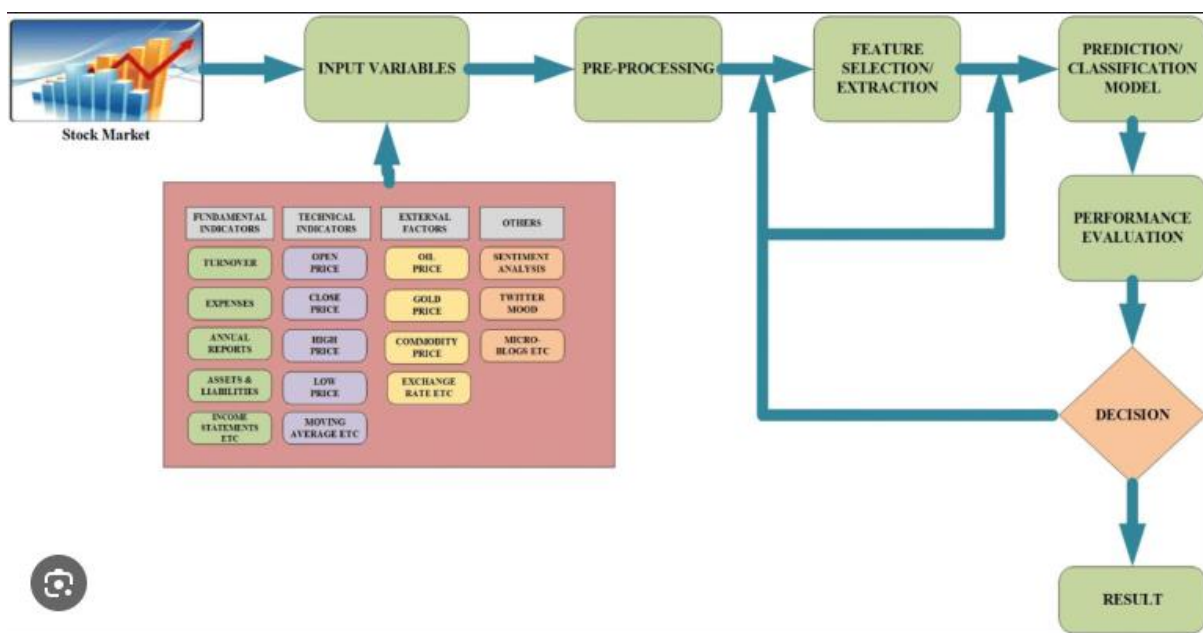 INPUT VARIABLES
PRE-PROCESSING
FEATURE
SELECTION/
EXTRACTION
PREDICTION/
CLASSIFICATION
MODEL
Stock Market
PERFORMANCE
EVALUATION
FUNDAMENTAL
INDICATORS
TURNOVER
EXPENSES
ANNUAL
REPORTS
ASSETS &
LIABILITIES
INCOME
STATEMENTS
ETC
TECHNICAL
INDICATORS
OPEN
PRICE
CLOSE
PRICE
HIGH
PRICE
LOW
PRICE
MOVING
AVERAGE ETC
EXTERNAL
FACTORS
OIL
PRICE
GOLD
PRICE
COMMODITY
PRICE
EXCHANGE
RATE ETC
OTHERS
SENTIMENT
ANALYSIS
TWITTER
MOOD
MICRO-
BLOGS ETC
DECISION
RESULT